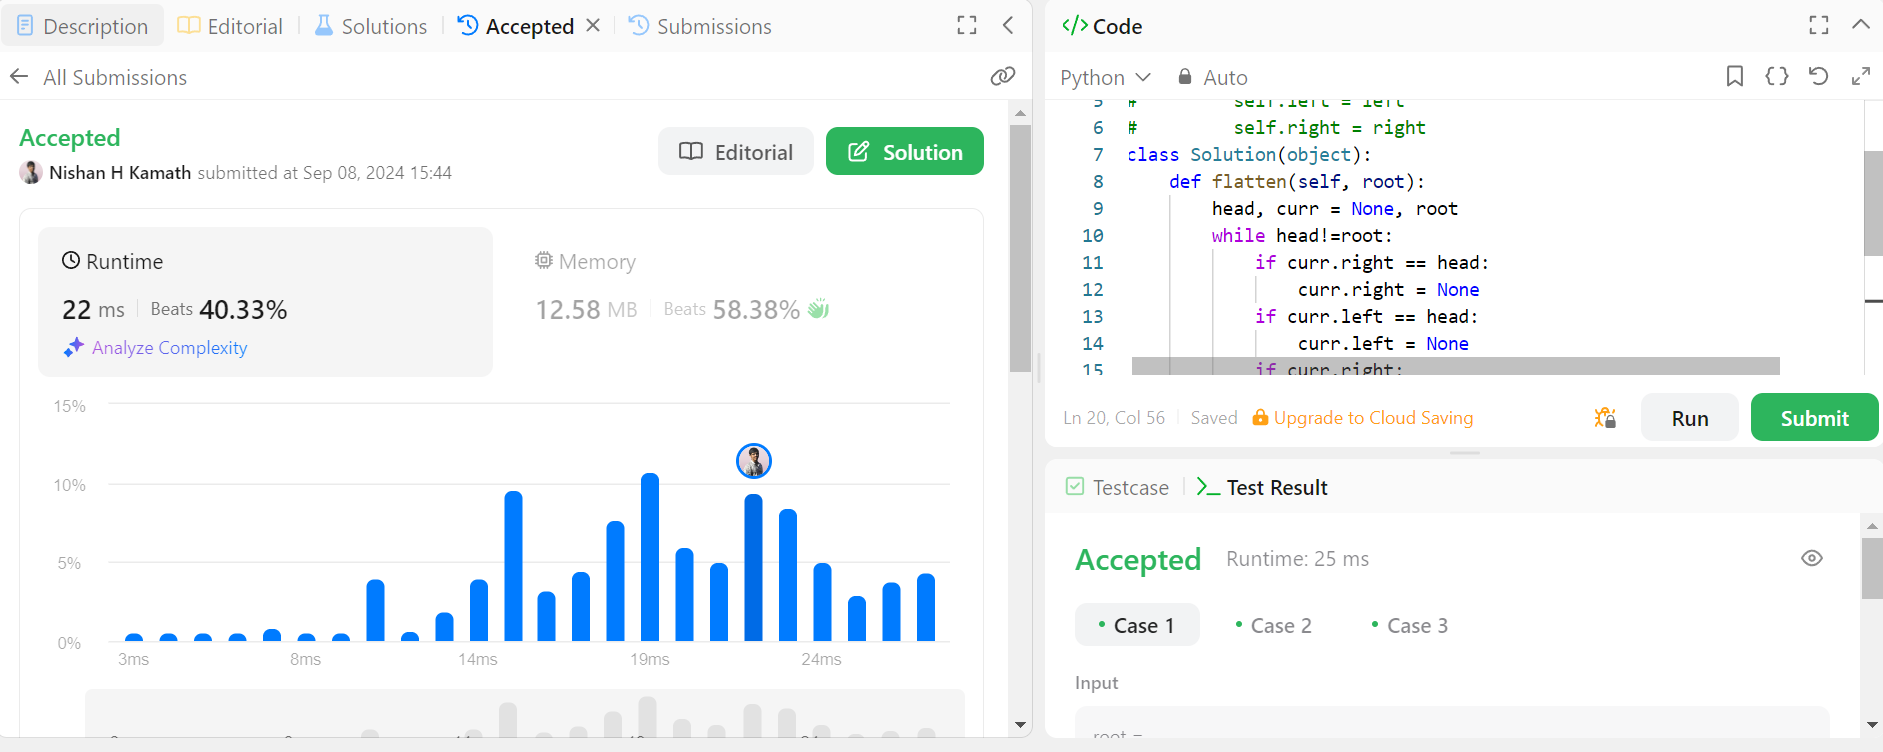 Description
Editorial
Solutions
Accepted
Submissions
All Submissions
Accepted
Nishan H Kamath submitted at Sep 08, 2024 15:44
Editorial
Solution
Runtime
22 ms
Beats 40.33%
Analyze Complexity
Memory
12.58 MB
Beats 58.38%
15%
10%
5%
0%
3ms
8ms
14ms
19ms
24ms
</> Code
Python
Auto
5 # self.left = left
6 # self.right = right
7 class Solution(object):
8 def flatten(self, root):
9 head, curr = None, root
10 while head!=root:
11 if curr.right == head:
12 curr.right = None
13 if curr.left == head:
14 curr.left = None
15 if curr.right:
Ln 20, Col 56
Saved
Upgrade to Cloud Saving
Run
Submit
Testcase
Test Result
Accepted
Runtime: 25 ms
Case 1
Case 2
Case 3
Input
root =